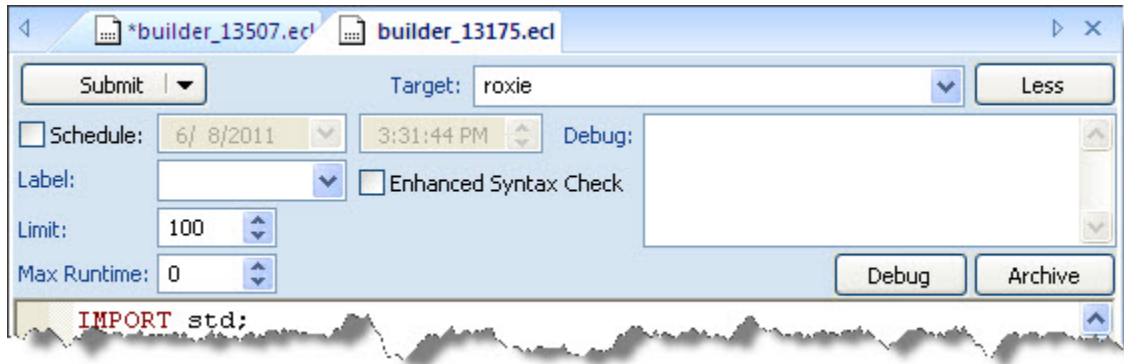 *builder_13507.ecl builder_13175.ecl
Submit Target: roxie Less
Schedule: 6/ 8/2011 3:31:44 PM Debug:
Label: Enhanced Syntax Check
Limit: 100
Max Runtime: 0 Debug Archive
IMPORT std;